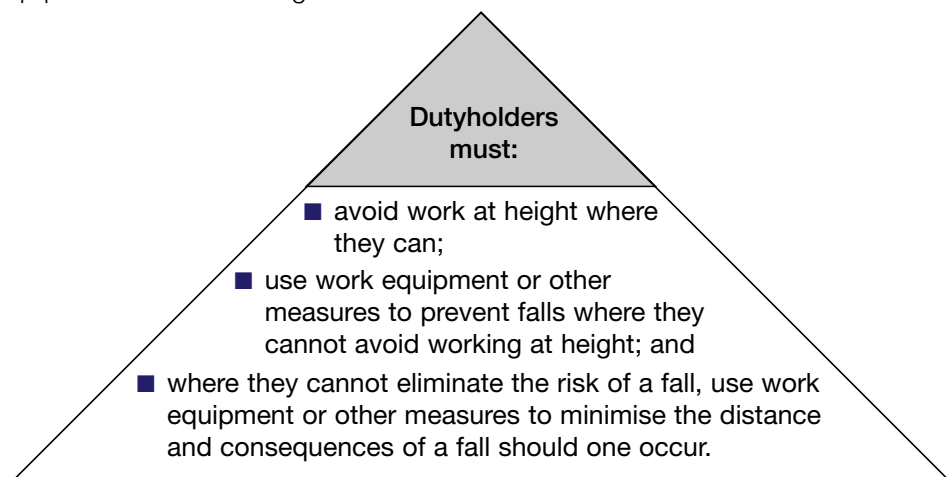 Dutyholders
must:
■ avoid work at height where
they can;
■ use work equipment or other
measures to prevent falls where they
cannot avoid working at height; and
■ where they cannot eliminate the risk of a fall, use work
equipment or other measures to minimise the distance
and consequences of a fall should one occur.